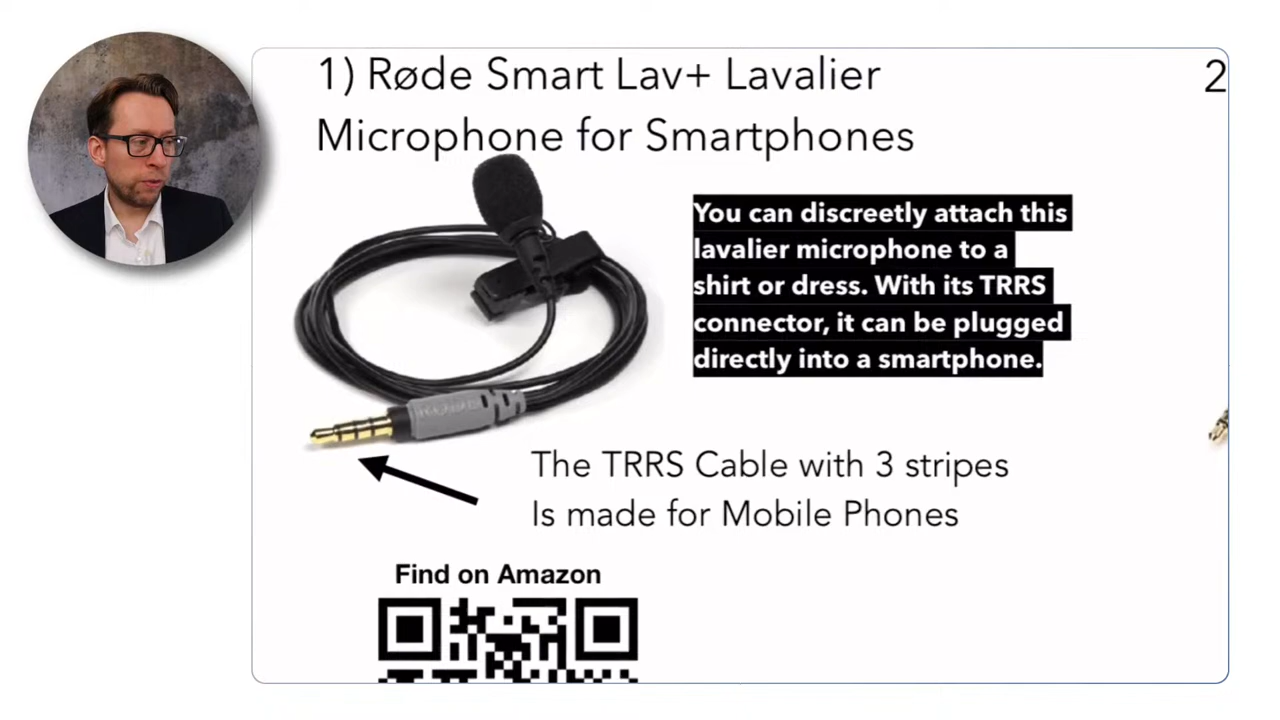 1) Røde Smart Lav+ Lavalier
Microphone for Smartphones
2
You can discreetly attach this
lavalier microphone to a
shirt or dress. With its TRRS
connector, it can be plugged
directly into a smartphone.
The TRRS Cable with 3 stripes
Is made for Mobile Phones
Find on Amazon